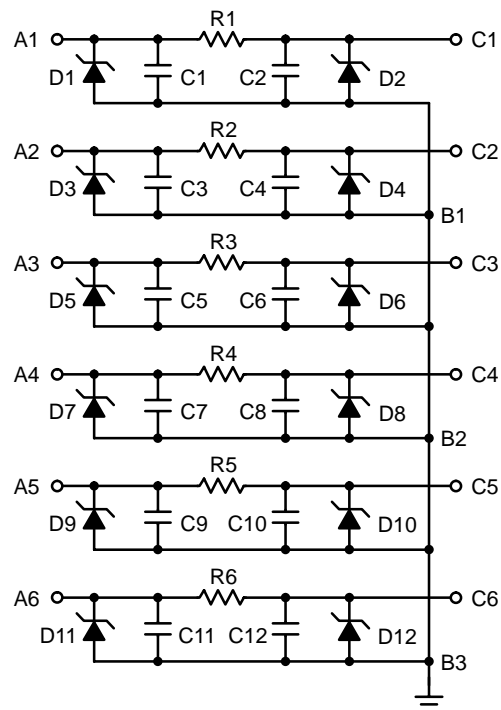 R1
A1 C1
D1 C1 C2 D2
R2
A2 C2
D3 C3 C4 D4
B1
R3
A3 C3
D5 C5 C6 D6
R4
A4 C4
D7 C7 C8 D8
B2
R5
A5 C5
D9 C9 C10 D10
R6
A6 C6
D11 C11 C12 D12
B3